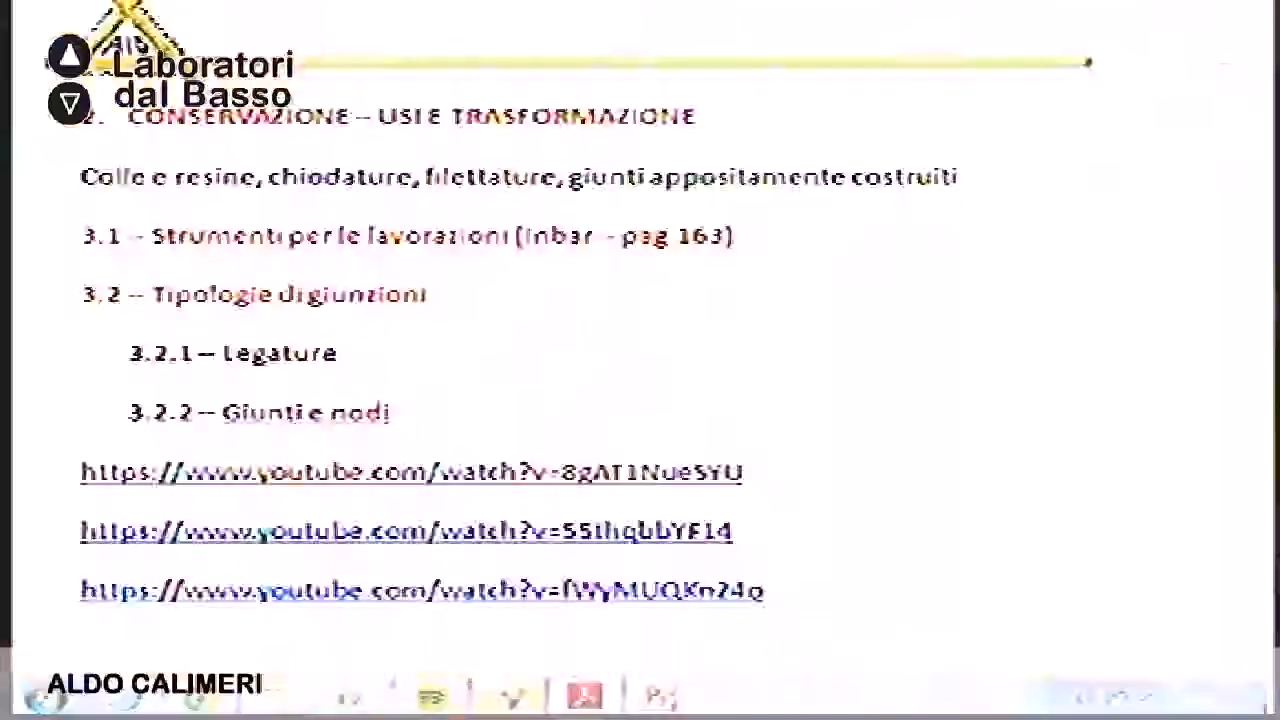 Laboratori
dal Basso
2. CONSERVAZIONE – USI E TRASFORMAZIONE
Colle e resine, chiodature, filettature, giunti appositamente costruiti
3.1 – Strumenti per le lavorazioni (Inbar – pag 163)
3.2 – Tipologie di giunzioni
3.2.1 – Legature
3.2.2 – Giunti e nodi
https://www.youtube.com/watch?v=8gAT1NueSYU
https://www.youtube.com/watch?v=
https://www.youtube.com/watch?v=
ALDO CALIMERI